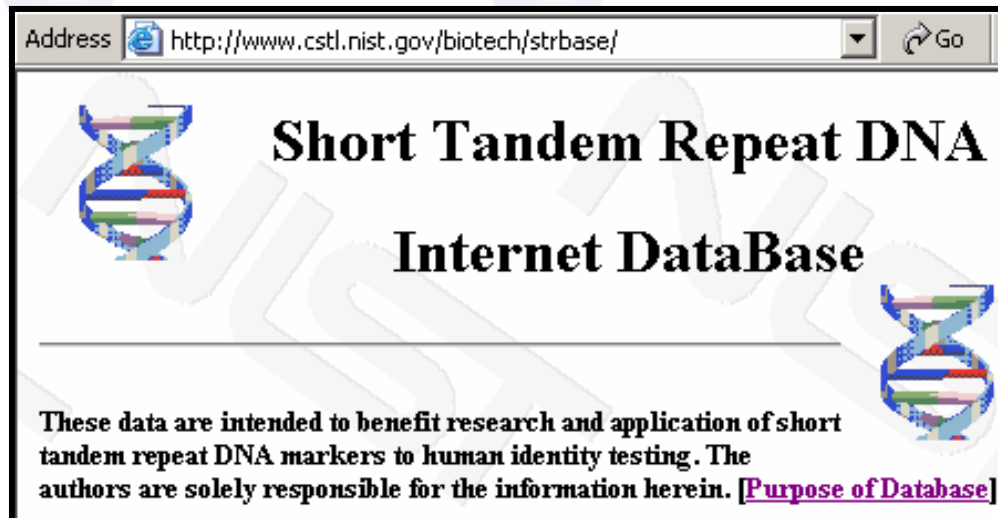 Address http://www.cstl.nist.gov/biotech/strbase/ Go
Short Tandem Repeat DNA
Internet DataBase
These data are intended to benefit research and application of short
tandem repeat DNA markers to human identity testing. The
authors are solely responsible for the information herein. [Purpose of Database]
NIST